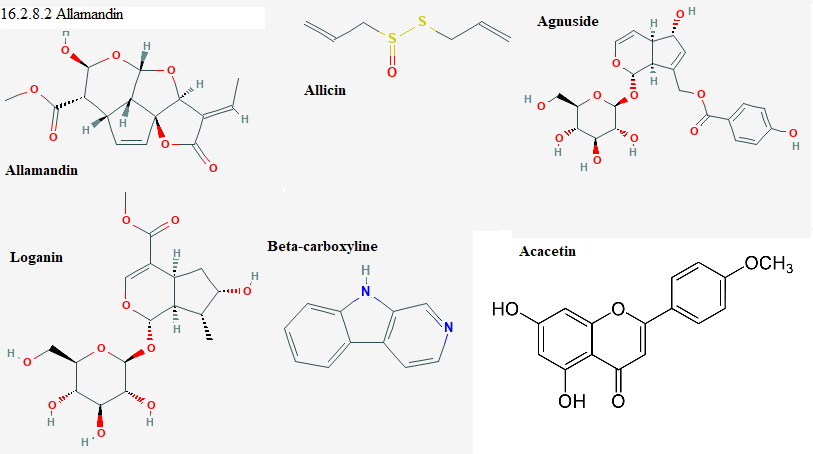 16.2.8.2 Allamandin
Allicin
Agnuside
Allamandin
Loganin
Beta-carboxyline
Acacetin
H
O
O
H
O
O
O
H
H
H
O
O
S
S
O
O
H
H
O
H
O
O
O
O
O
H
O
H
O
H
O
H
O
H
O
O
H
H
O
H
O
O
H
O
H
O
H
O
H
O
H
O
H
N
N
HO
O
OCH3
OH
O